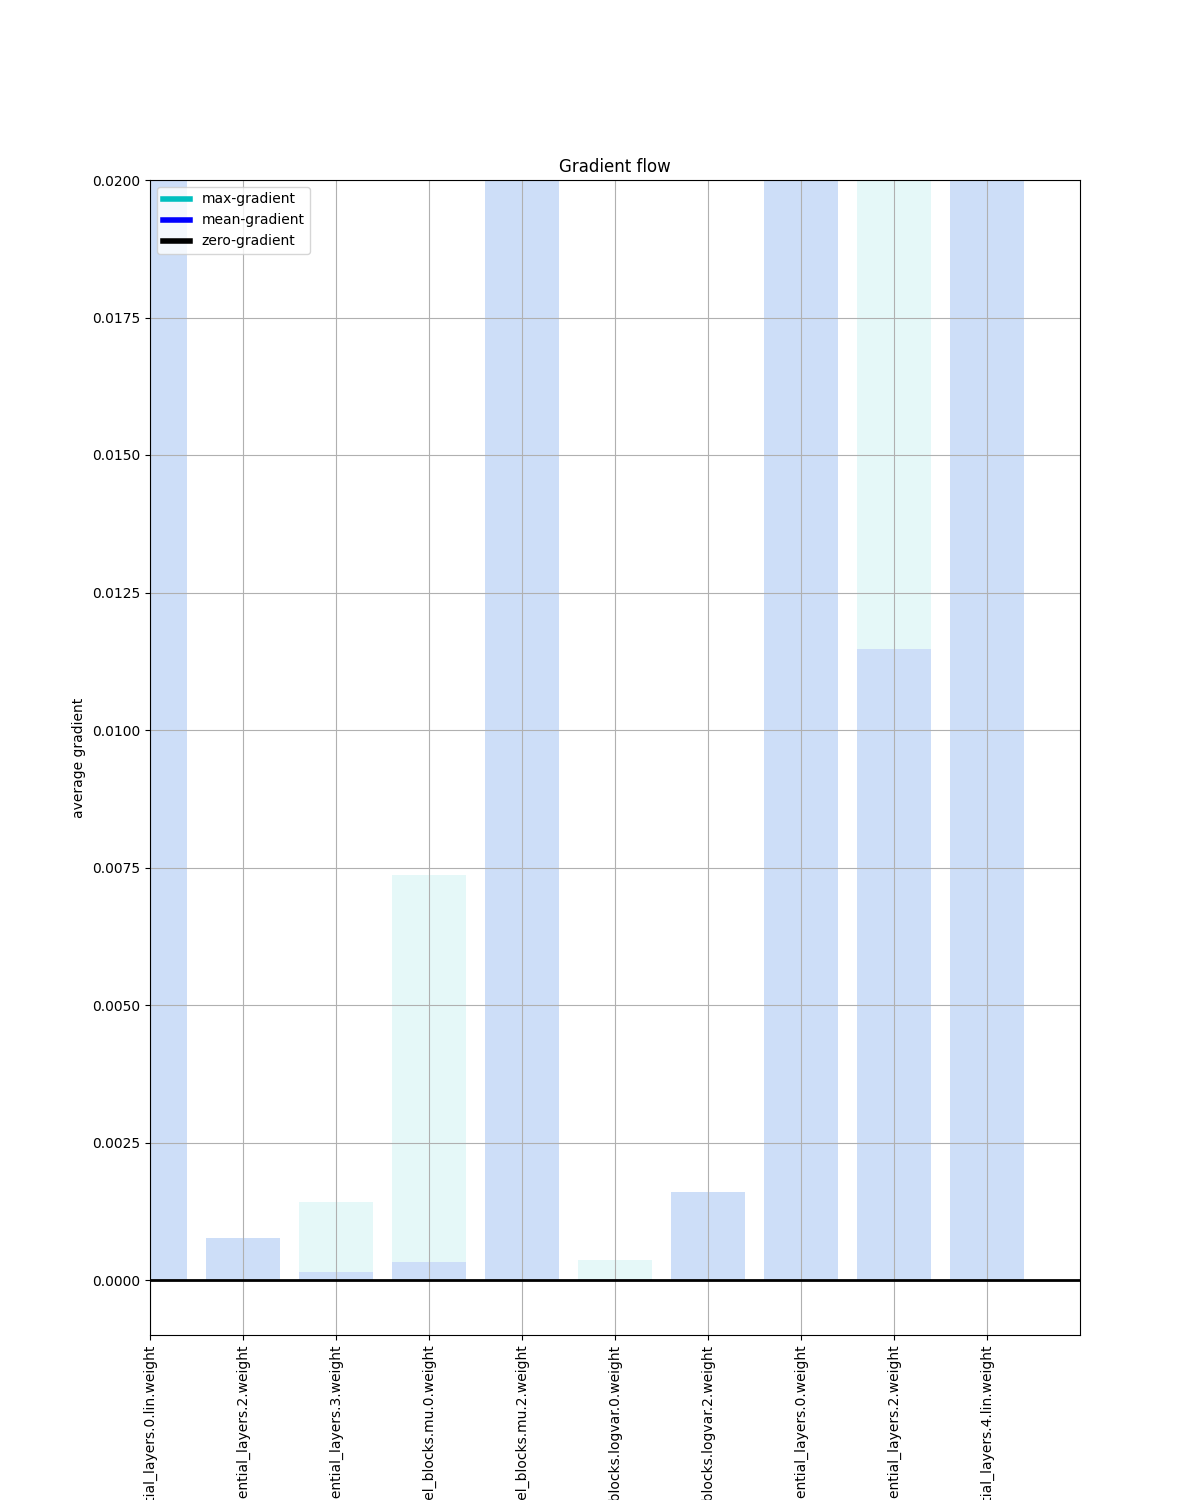 Gradient flow
max-gradient
mean-gradient
zero-gradient
0.0200
0.0175
0.0150
0.0125
0.0100
0.0075
0.0050
0.0025
0.0000
average gradient
tial_layers.0.lin.weight
ential_layers.2.weight
ential_layers.3.weight
el_blocks.mu.0.weight
el_blocks.mu.2.weight
blocks.logvar.0.weight
blocks.logvar.2.weight
ential_layers.0.weight
ential_layers.2.weight
tial_layers.4.lin.weight